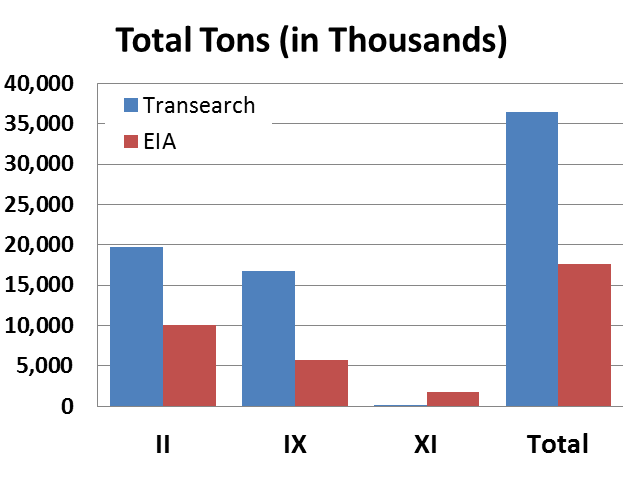 Total Tons (in Thousands)
40,000
35,000
30,000
25,000
20,000
15,000
10,000
5,000
0
Transearch
EIA
II
IX
XI
Total